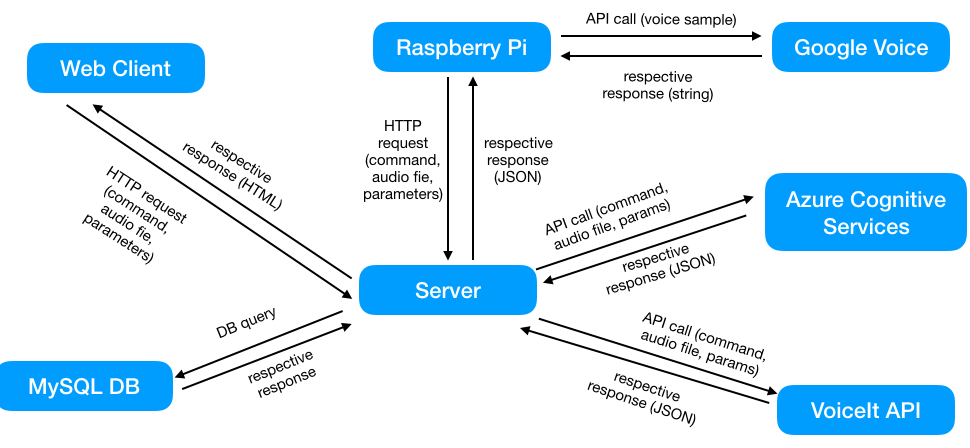 API call (voice sample)
Raspberry Pi
Google Voice
Web Client
respective
response (string)
HTTP
request
(command,
audio fie,
parameters)
respective
response
(JSON)
respective
response (HTML)
HTTP request
(command,
audio fie,
parameters)
API call (command,
audio file, params)
Azure Cognitive
Services
respective
response (JSON)
Server
DB query
respective
response
MySQL DB
API call (command,
audio file, params)
respective
response (JSON)
VoiceIt API